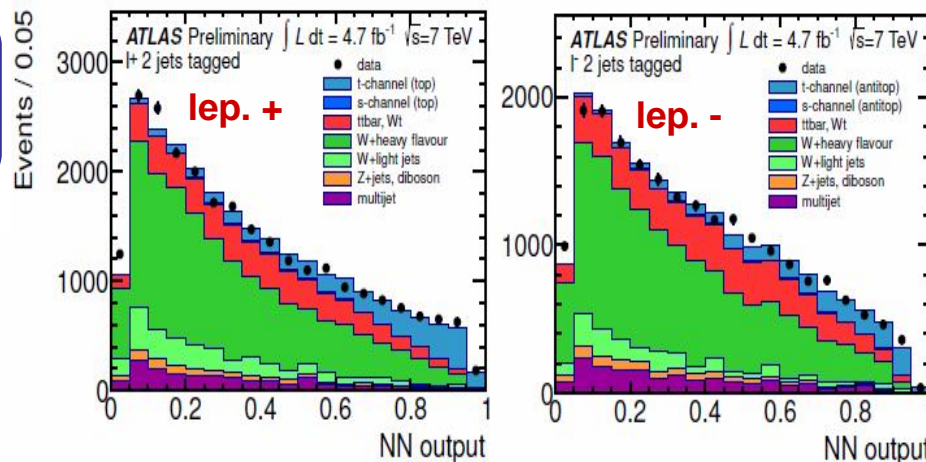 Events / 0.05
ATLAS Preliminary ∫ L dt = 4.7 fb⁻¹ √s=7 TeV
l+ 2 jets tagged
lep. +
data
t-channel (top)
s-channel (top)
ttbar, Wt
W+heavy flavour
W+light jets
Z+jets, diboson
multijet
3000
2000
1000
0
0 0.2 0.4 0.6 0.8 1
NN output
ATLAS Preliminary ∫ L dt = 4.7 fb⁻¹ √s=7 TeV
l⁻ 2 jets tagged
lep. -
data
t-channel (antitop)
s-channel (antitop)
ttbar, Wt
W+heavy flavour
W+light jets
Z+jets, diboson
multijet
2000
1000
0
0 0.2 0.4 0.6 0.8
NN output